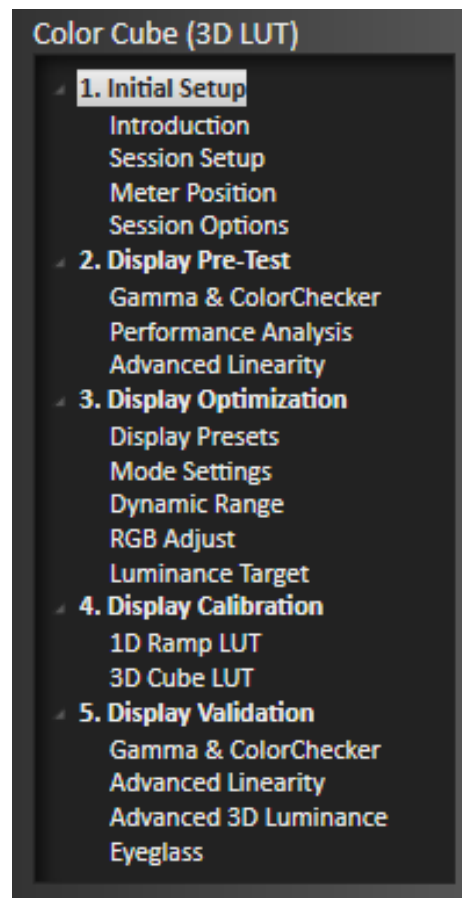 Color Cube (3D LUT)
1. Initial Setup
Introduction
Session Setup
Meter Position
Session Options
2. Display Pre-Test
Gamma & ColorChecker
Performance Analysis
Advanced Linearity
3. Display Optimization
Display Presets
Mode Settings
Dynamic Range
RGB Adjust
Luminance Target
4. Display Calibration
1D Ramp LUT
3D Cube LUT
5. Display Validation
Gamma & ColorChecker
Advanced Linearity
Advanced 3D Luminance
Eyeglass